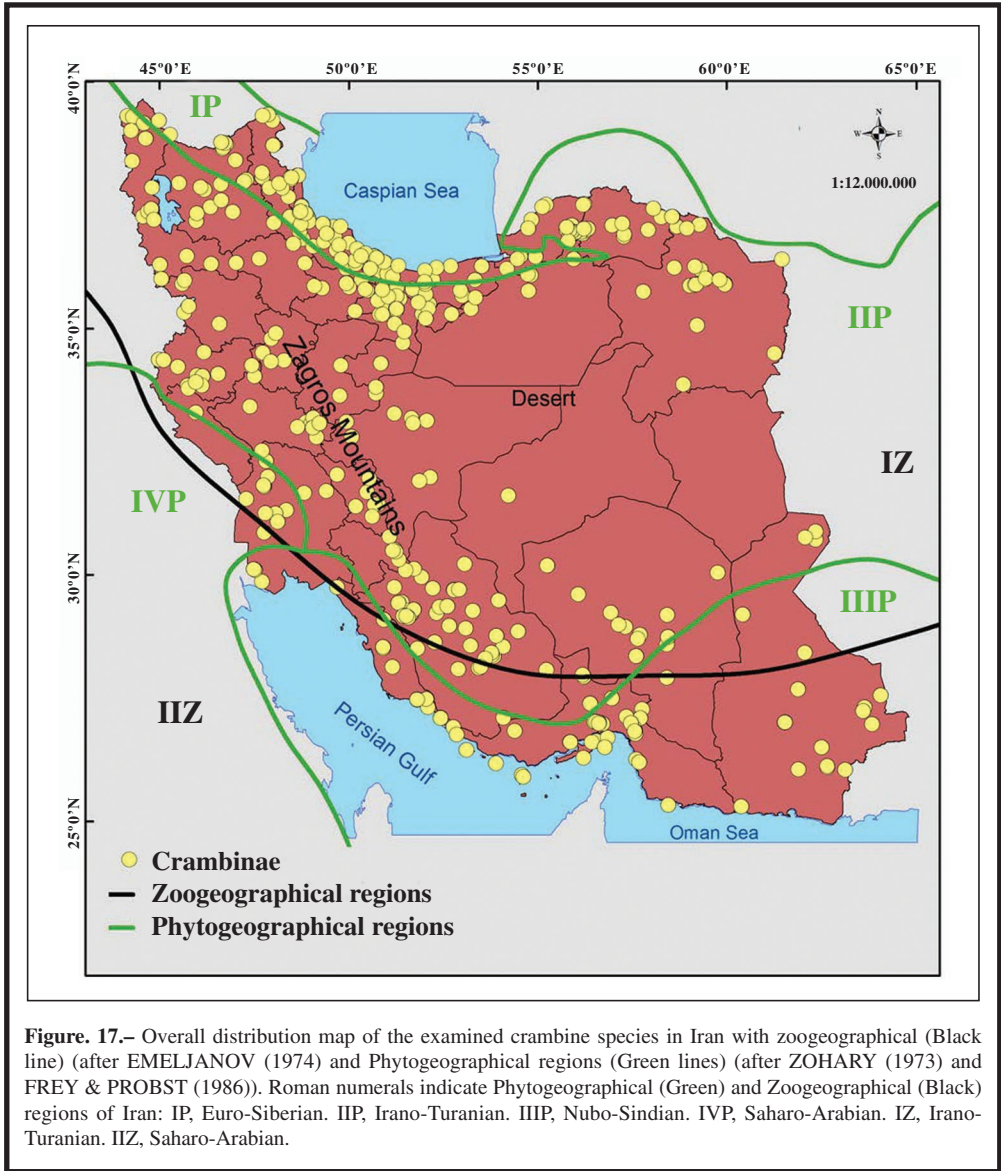 45°0'E 50°0'E 55°0'E 60°0'E 65°0'E
40°0'N
IP
N
W E
S
Caspian Sea
1:12.000.000
IIP
35°0'N
Zagros Mountains
Desert
IZ
IVP
30°0'N
IIIP
IIZ
Persian Gulf
25°0'N
Oman Sea
Crambinae
Zoogeographical regions
Phytogeographical regions
Figure. 17.– Overall distribution map of the examined crambine species in Iran with zoogeographical (Black
line) (after EMELJANOV (1974) and Phytogeographical regions (Green lines) (after ZOHARY (1973) and
FREY & PROBST (1986)). Roman numerals indicate Phytogeographical (Green) and Zoogeographical (Black)
regions of Iran: IP, Euro-Siberian. IIP, Irano-Turanian. IIIP, Nubo-Sindian. IVP, Saharo-Arabian. IZ, Irano-
Turanian. IIZ, Saharo-Arabian.